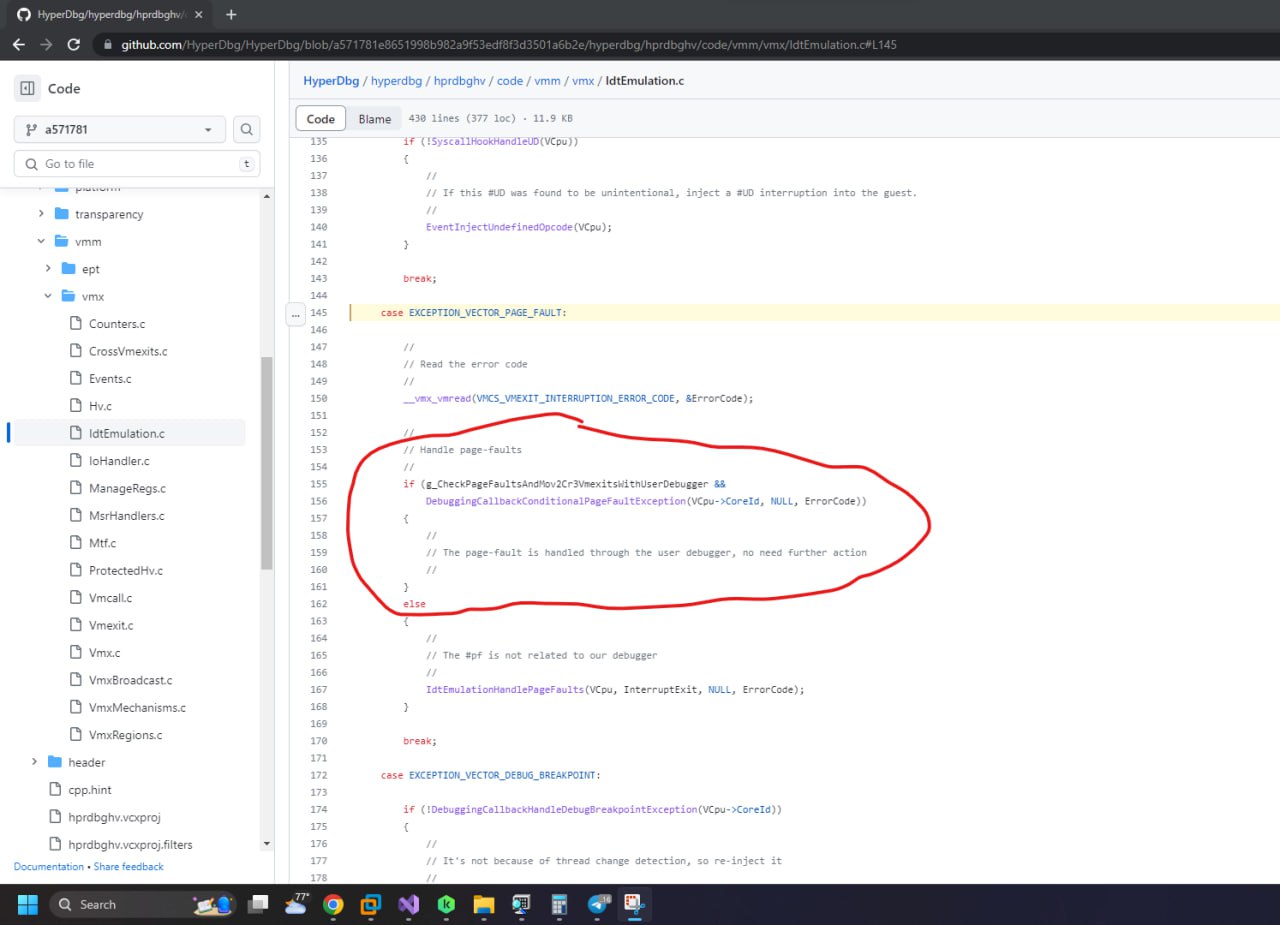 HyperDbg/hyperdbg/hprdbghv/
github.com/HyperDbg/HyperDbg/blob/a571781e8651998b982a9f53edf8f3d3501a6b2e/hyperdbg/hprdbghv/code/vmm/vmx/IdtEmulation.c#L145
Code
a571781
Go to file
t
platform
transparency
vmm
ept
vmx
Counters.c
CrossVmexits.c
Events.c
Hv.c
IdtEmulation.c
IoHandler.c
ManageRegs.c
MsrHandlers.c
Mtf.c
ProtectedHv.c
Vmcall.c
Vmexit.c
Vmx.c
VmxBroadcast.c
VmxMechanisms.c
VmxRegions.c
header
cpp.hint
hprdbghv.vcxproj
hprdbghv.vcxproj.filters
Documentation • Share feedback
HyperDbg / hyperdbg / hprdbghv / code / vmm / vmx / IdtEmulation.c
Code Blame 430 lines (377 loc) · 11.9 KB
135 if (!SyscallHookHandleUD(VCpu))
136 {
137 //
138 // If this #UD was found to be unintentional, inject a #UD interruption into the guest.
139 //
140 EventInjectUndefinedOpcode(VCpu);
141 }
142
143 break;
144
... 145 case EXCEPTION_VECTOR_PAGE_FAULT:
146
147 //
148 // Read the error code
149 //
150 __vmx_vmread(VMCS_VMEXIT_INTERRUPTION_ERROR_CODE, &ErrorCode);
151
152 //
153 // Handle page-faults
154 //
155 if (g_CheckPageFaultsAndMov2Cr3VmexitsWithUserDebugger &&
156 DebuggingCallbackConditionalPageFaultException(VCpu->CoreId, NULL, ErrorCode))
157 {
158 //
159 // The page-fault is handled through the user debugger, no need further action
160 //
161 }
162 else
163 {
164 //
165 // The #pf is not related to our debugger
166 //
167 IdtEmulationHandlePageFaults(VCpu, InterruptExit, NULL, ErrorCode);
168 }
169
170 break;
171
172 case EXCEPTION_VECTOR_DEBUG_BREAKPOINT:
173
174 if (!DebuggingCallbackHandleDebugBreakpointException(VCpu->CoreId))
175 {
176 //
177 // It's not because of thread change detection, so re-inject it
178 //
Search
77°
16